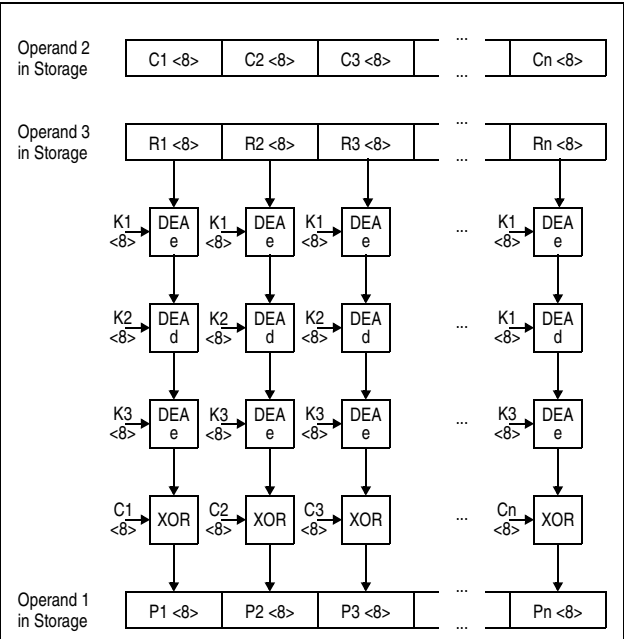 Operand 2
in Storage
C1 <8> C2 <8> C3 <8> ... ... Cn <8>
Operand 3
in Storage
R1 <8> R2 <8> R3 <8> ... ... Rn <8>
K1 <8> DEA e K1 <8> DEA e K1 <8> DEA e ... K1 <8> DEA e
K2 <8> DEA d K2 <8> DEA d K2 <8> DEA d ... K1 <8> DEA d
K3 <8> DEA e K3 <8> DEA e K3 <8> DEA e ... K3 <8> DEA e
C1 <8> XOR C2 <8> XOR C3 <8> XOR ... Cn <8> XOR
Operand 1
in Storage
P1 <8> P2 <8> P3 <8> ... ... Pn <8>